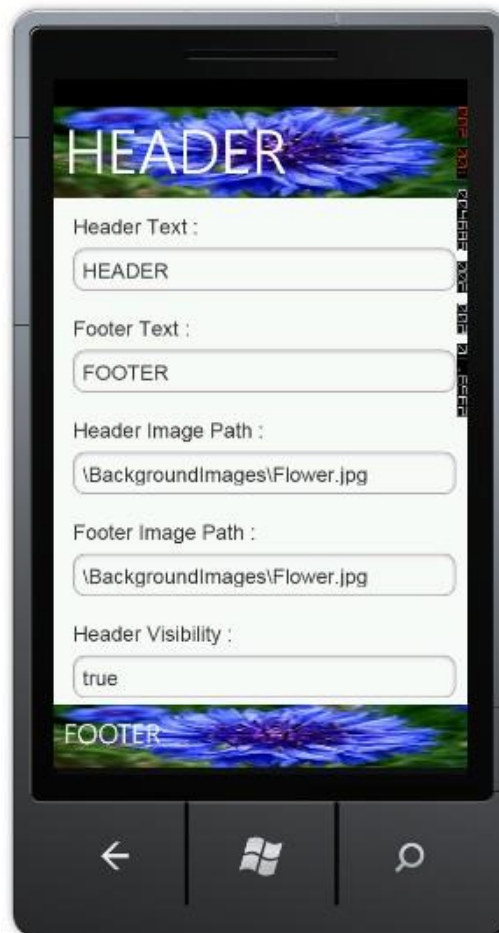 HEADER
Header Text :
HEADER
Footer Text :
FOOTER
Header Image Path :
\BackgroundImages\Flower.jpg
Footer Image Path :
\BackgroundImages\Flower.jpg
Header Visibility :
true
FOOTER